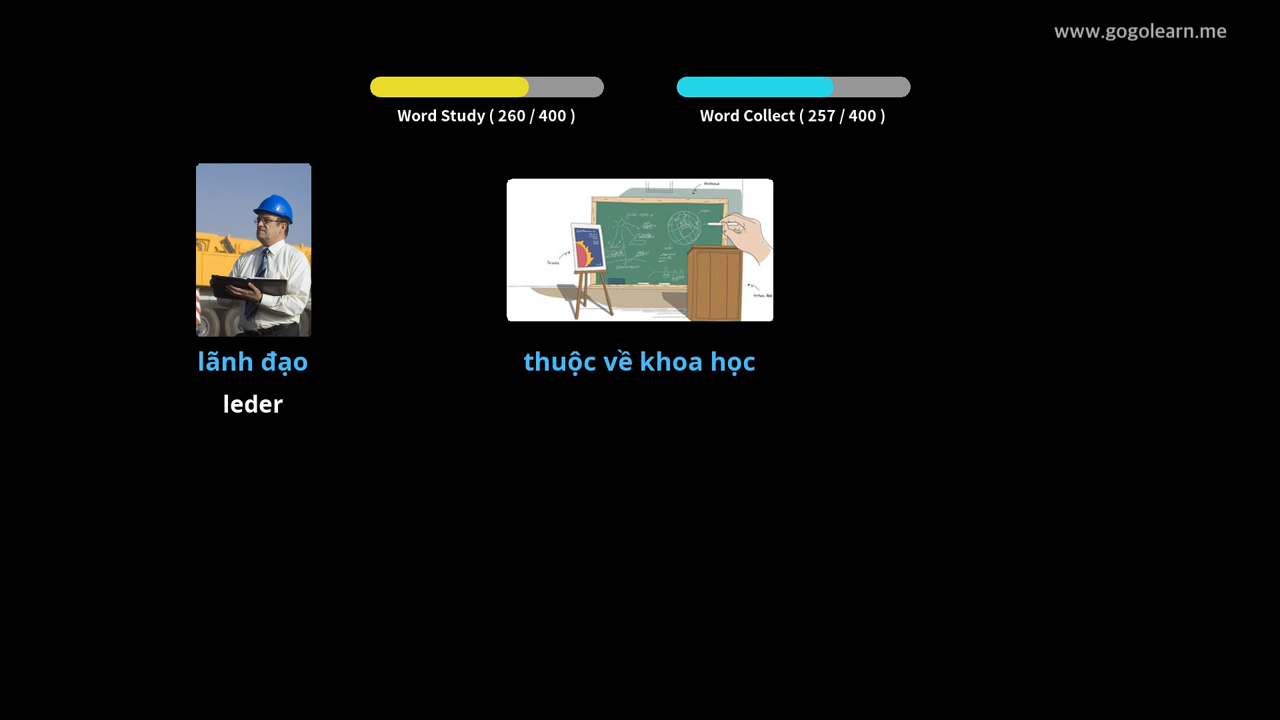 www.gogolearn.me
Word Study ( 260 / 400 )
Word Collect ( 257 / 400 )
lãnh đạo
thuộc về khoa học
leder